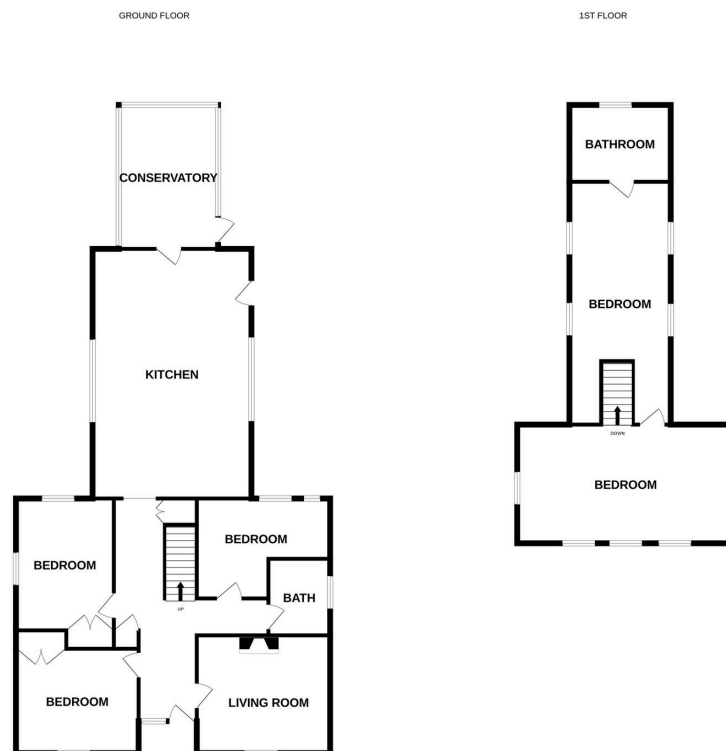 GROUND FLOOR
CONSERVATORY
KITCHEN
BEDROOM
BEDROOM
UP
BATH
BEDROOM
LIVING ROOM
1ST FLOOR
BATHROOM
BEDROOM
DOWN
BEDROOM